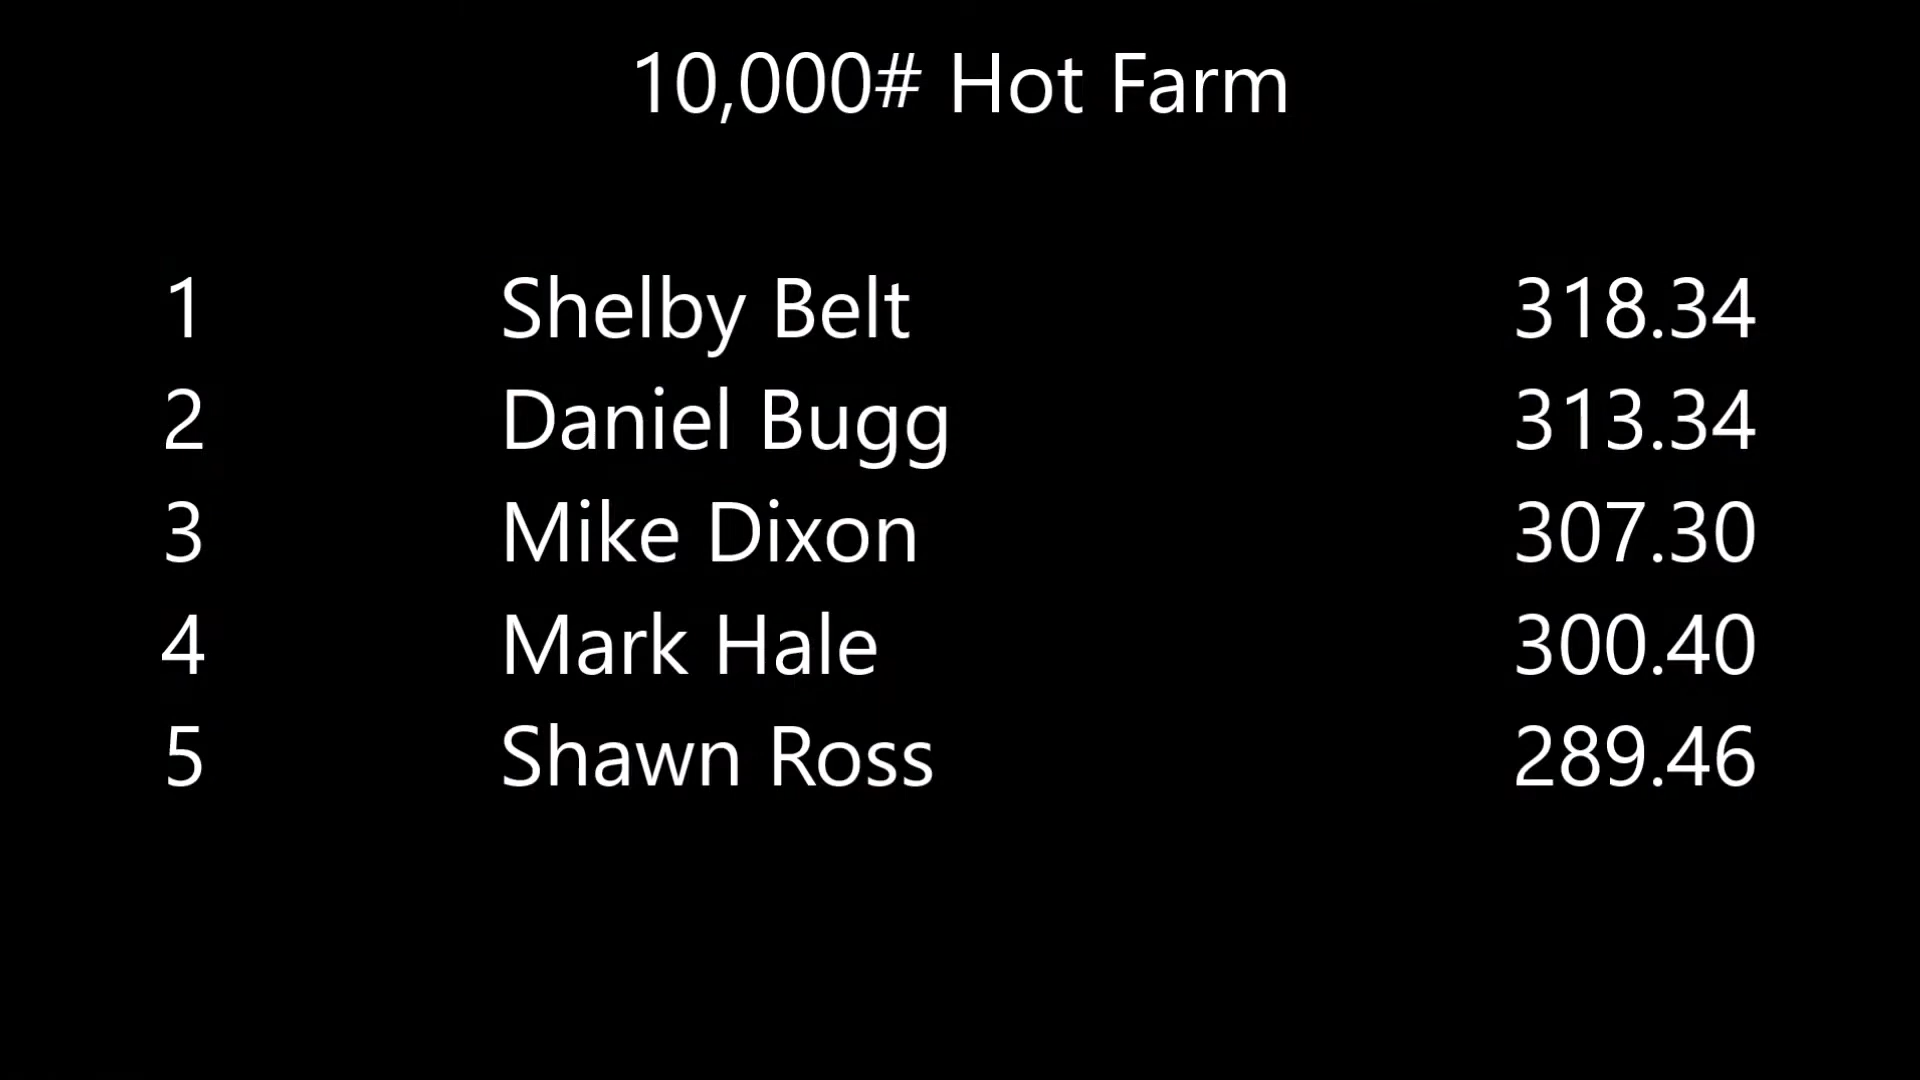 10,000# Hot Farm
1 Shelby Belt 318.34
2 Daniel Bugg 313.34
3 Mike Dixon 307.30
4 Mark Hale 300.40
5 Shawn Ross 289.46